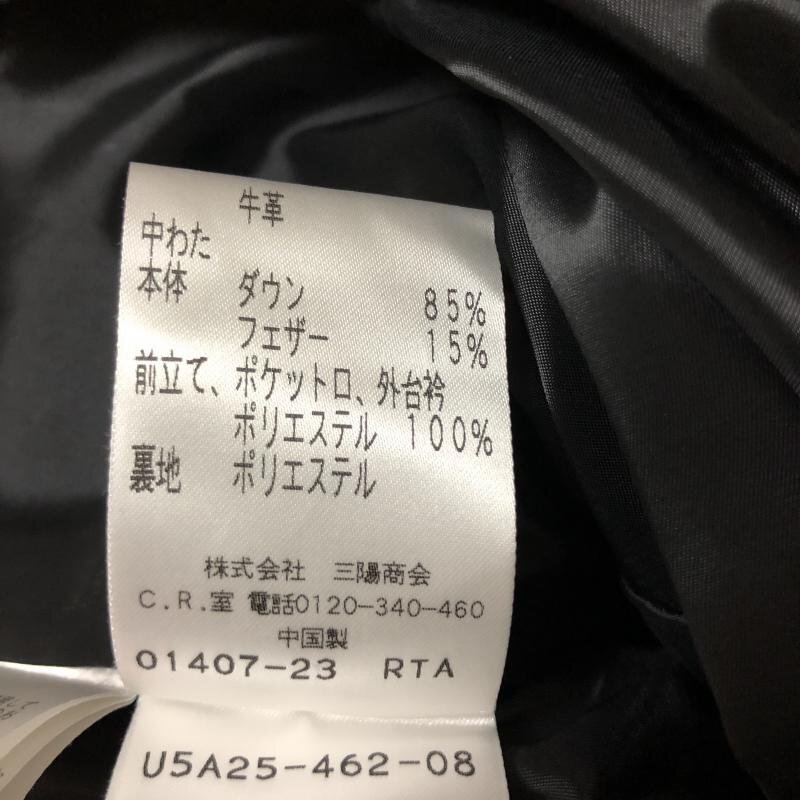 牛革
中わた
本体 ダウン 85%
フェザー 15%
前立て、ポケット口、外台衿
ポリエステル 100%
裏地 ポリエステル
株式会社 三陽商会
C.R.室 電話0120-340-460
中国製
01407-23 RTA
U5A25-462-08